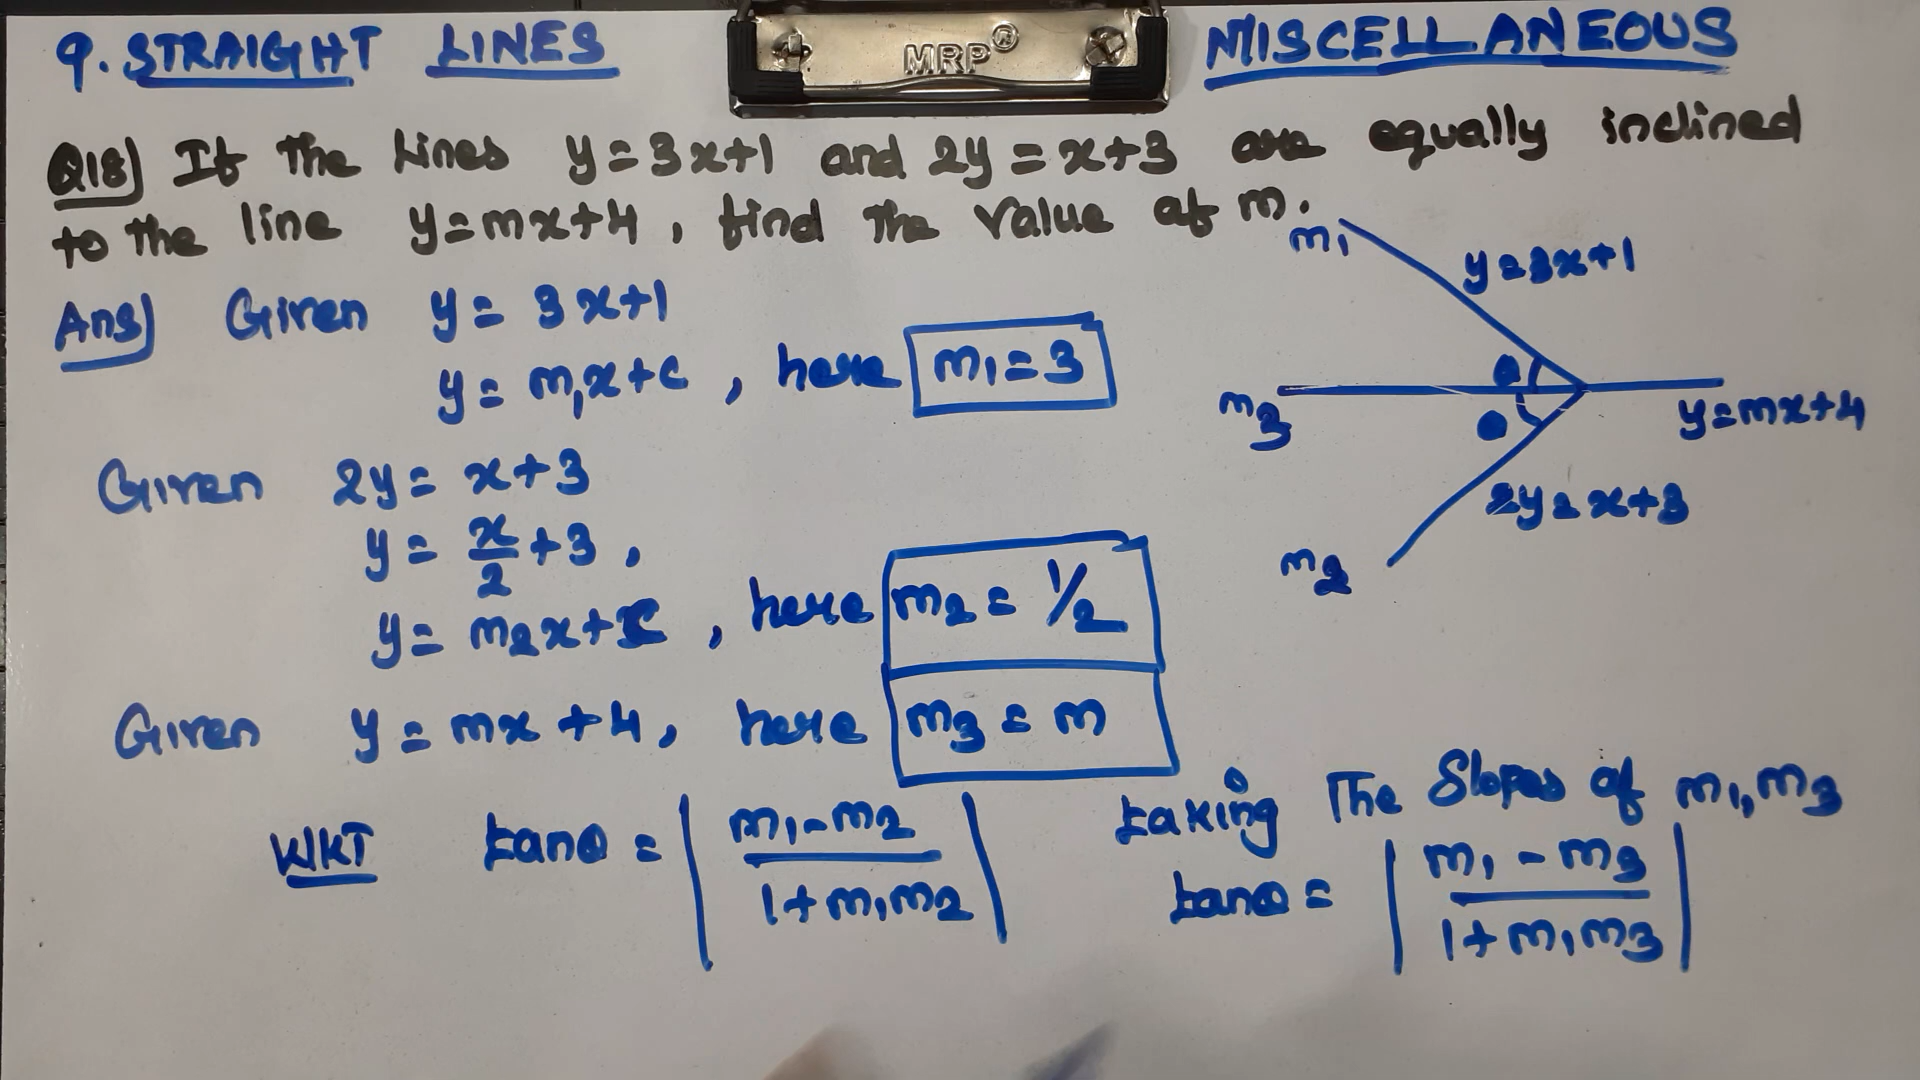 9. STRAIGHT LINES
MRP®
MISCELLANEOUS
Q18) If the lines y=3x+1 and 2y=x+3 are equally inclined
to the line y=mx+4, find the value of m.
Ans) Given y= 3x+1
y= m₁x+c, here m₁=3
Given 2y= x+3
y= x/2 +3,
y= m₂x+c, here m₂= 1/2
Given y=mx+4, here m₃ = m
m₁
y=3x+1
θ
m₃
y=mx+4
θ
2y=x+3
m₂
WKT tanθ = | m₁-m₂ / 1+m₁m₂ |
taking the Slopes of m₁,m₃
tanθ = | m₁-m₃ / 1+m₁m₃ |